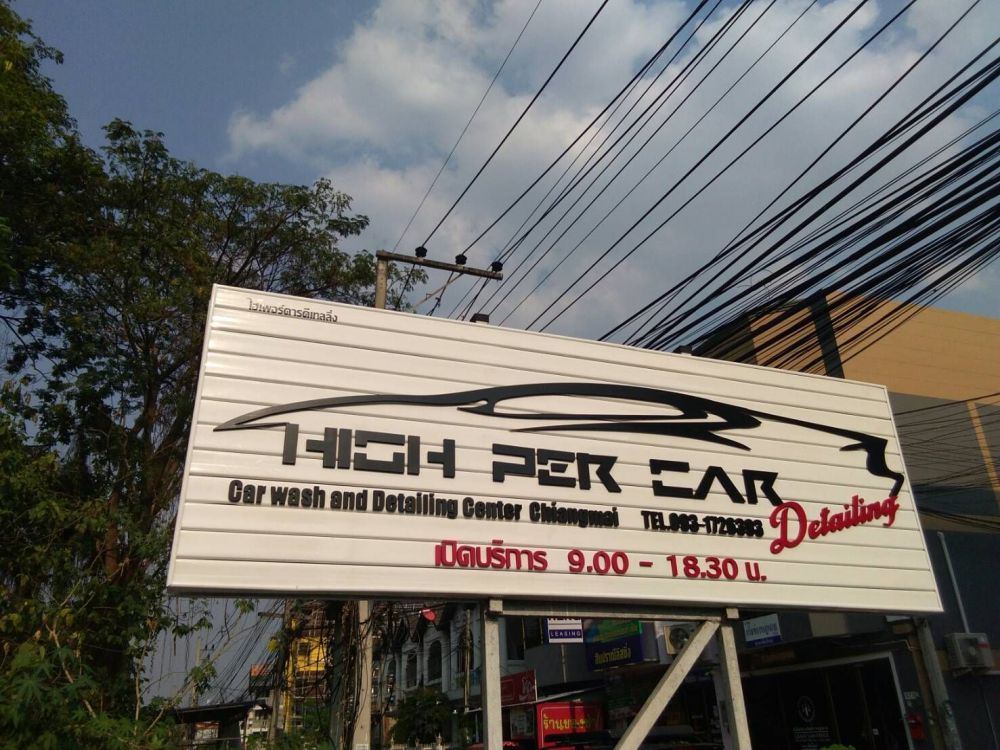 ไฮเพอร์คาร์ดีเทลลิ่ง
HIGH PER CAR
Detailing
Car wash and Detailing Center Chiangmai TEL.093-1726393
เปิดบริการ 9.00 - 18.30 น.
LEASING